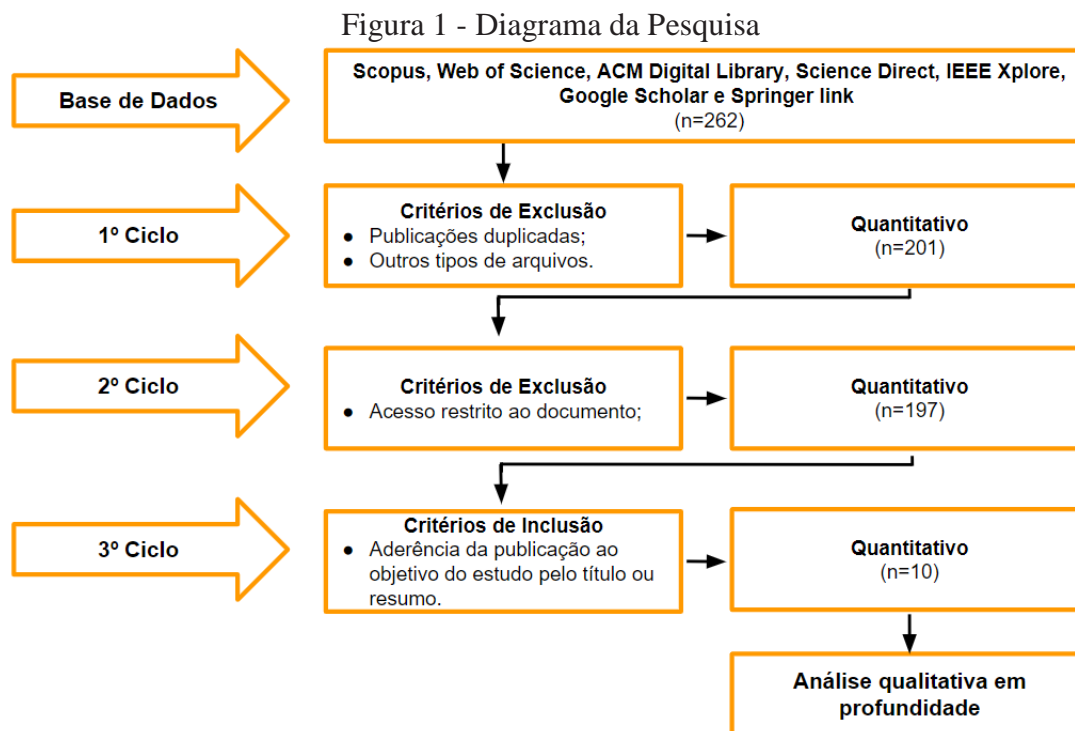 Figura 1 - Diagrama da Pesquisa
Base de Dados
Scopus, Web of Science, ACM Digital Library, Science Direct, IEEE Xplore,
Google Scholar e Springer link
(n=262)
1º Ciclo
Critérios de Exclusão
● Publicações duplicadas;
● Outros tipos de arquivos.
Quantitativo
(n=201)
2º Ciclo
Critérios de Exclusão
● Acesso restrito ao documento;
Quantitativo
(n=197)
3º Ciclo
Critérios de Inclusão
● Aderência da publicação ao
objetivo do estudo pelo título ou
resumo.
Quantitativo
(n=10)
Análise qualitativa em
profundidade